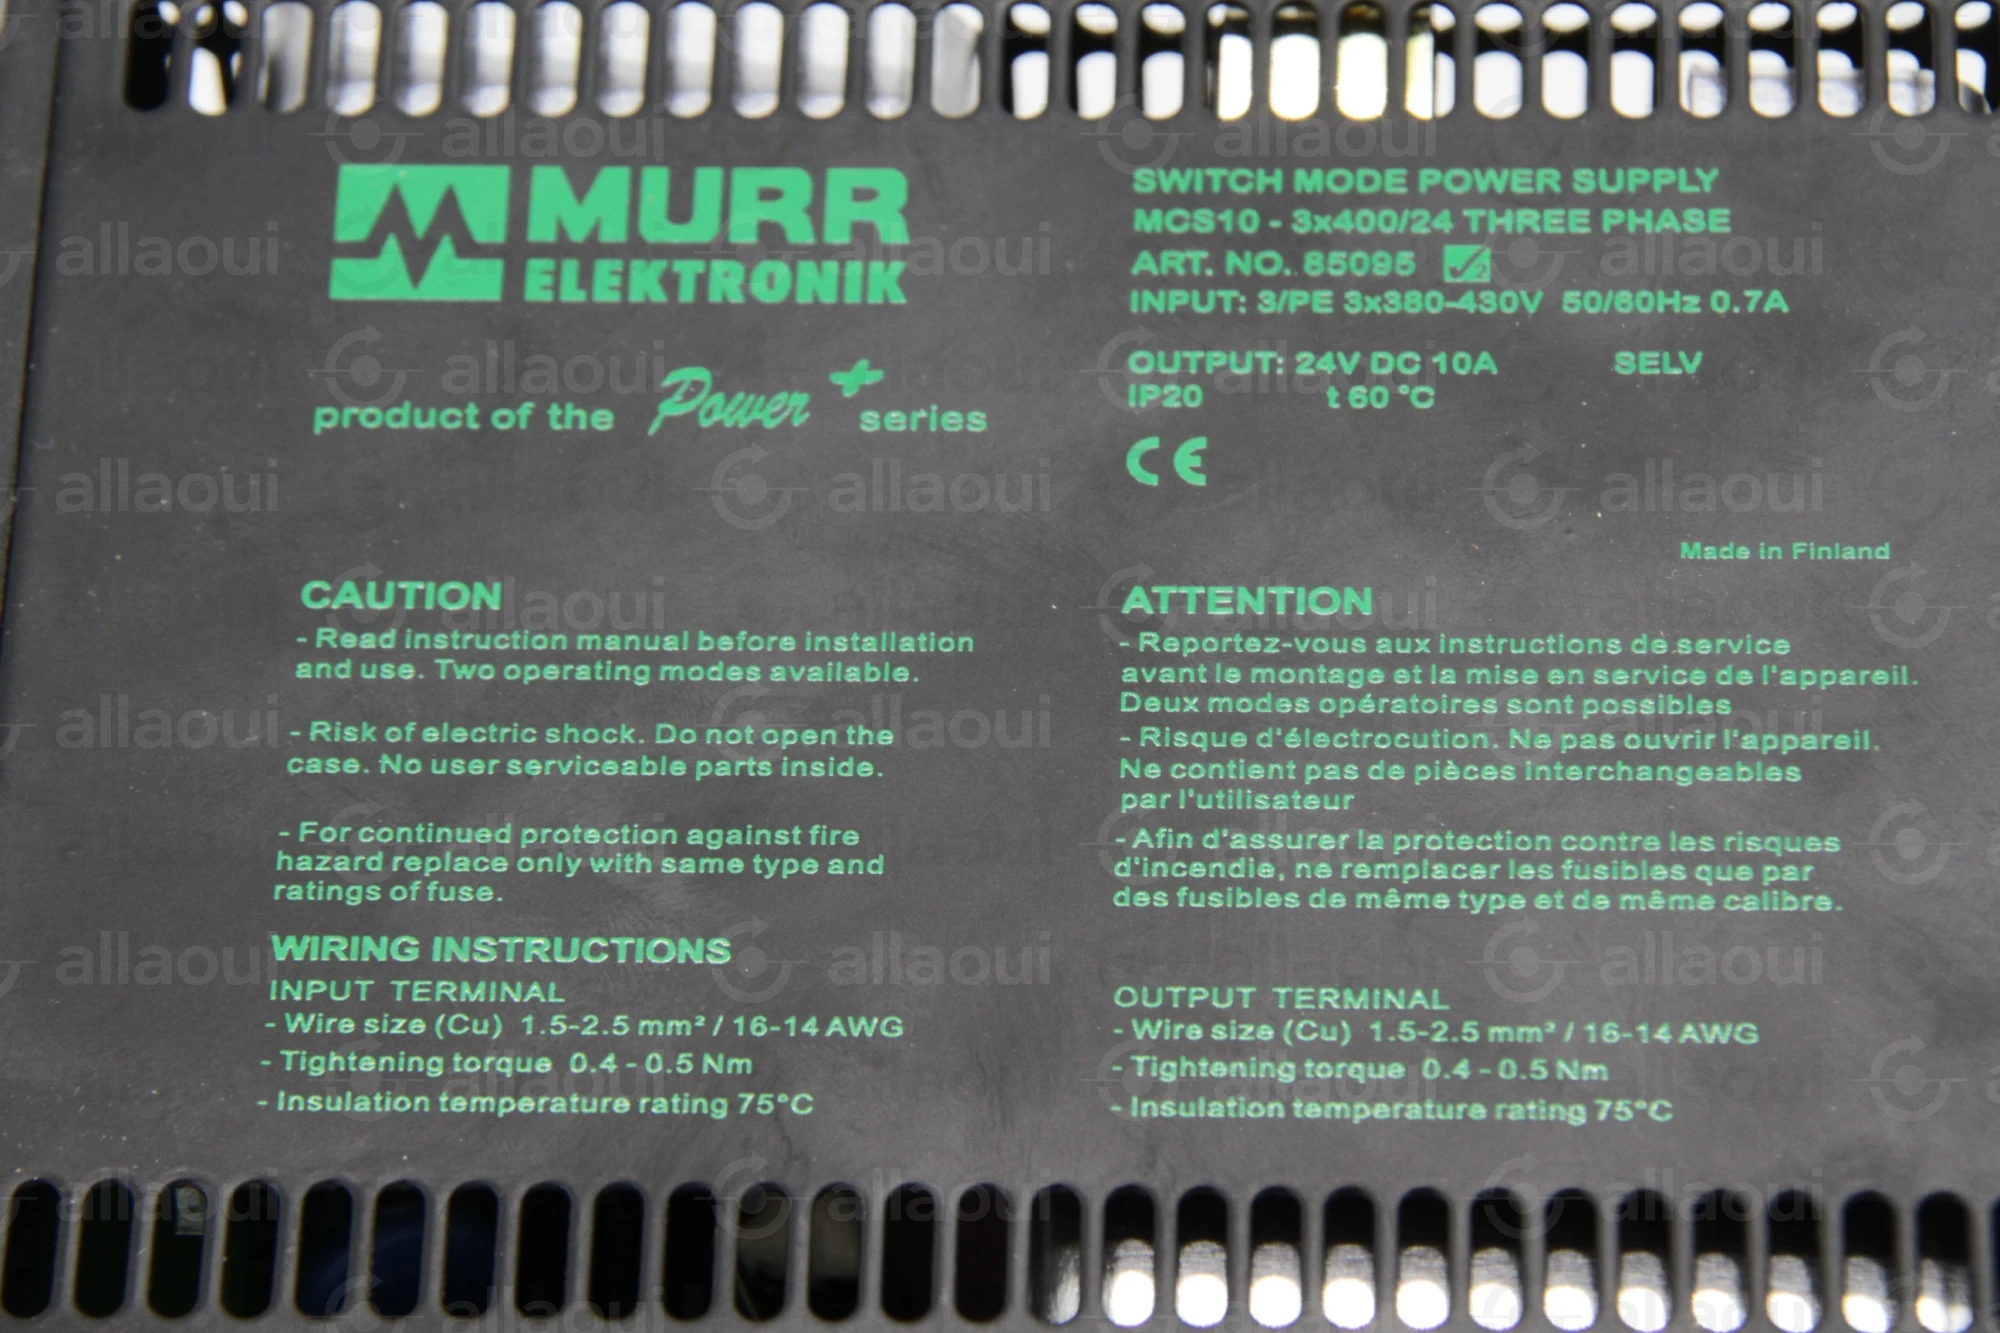 MURR
ELEKTRONIK
product of the Power + series
SWITCH MODE POWER SUPPLY
MCS10 - 3x400/24 THREE PHASE
ART. NO. 85095
INPUT: 3/PE 3x380-430V 50/60Hz 0.7A
OUTPUT: 24V DC 10A SELV
IP20 t 60 °C
CE
Made in Finland
CAUTION
- Read instruction manual before installation
and use. Two operating modes available.
- Risk of electric shock. Do not open the
case. No user serviceable parts inside.
- For continued protection against fire
hazard replace only with same type and
ratings of fuse.
ATTENTION
- Reportez-vous aux instructions de service
avant le montage et la mise en service de l'appareil.
Deux modes opératoires sont possibles
- Risque d'électrocution. Ne pas ouvrir l'appareil.
Ne contient pas de pièces interchangeables
par l'utilisateur
- Afin d'assurer la protection contre les risques
d'incendie, ne remplacer les fusibles que par
des fusibles de même type et de même calibre.
WIRING INSTRUCTIONS
INPUT TERMINAL
- Wire size (Cu) 1.5-2.5 mm² / 16-14 AWG
- Tightening torque 0.4 - 0.5 Nm
- Insulation temperature rating 75°C
OUTPUT TERMINAL
- Wire size (Cu) 1.5-2.5 mm² / 16-14 AWG
- Tightening torque 0.4 - 0.5 Nm
- Insulation temperature rating 75°C
allaoui